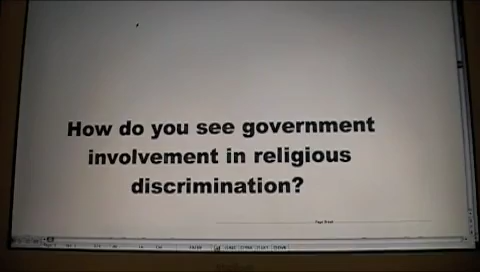 How do you see government
involvement in religious
discrimination?